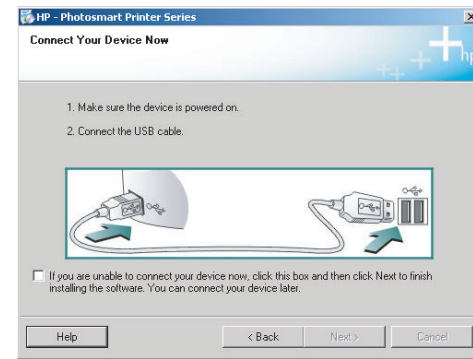 HP - Photosmart Printer Series
Connect Your Device Now
hp
1. Make sure the device is powered on.
2. Connect the USB cable.
If you are unable to connect your device now, click this box and then click Next to finish
installing the software. You can connect your device later.
Help
< Back
Next >
Cancel